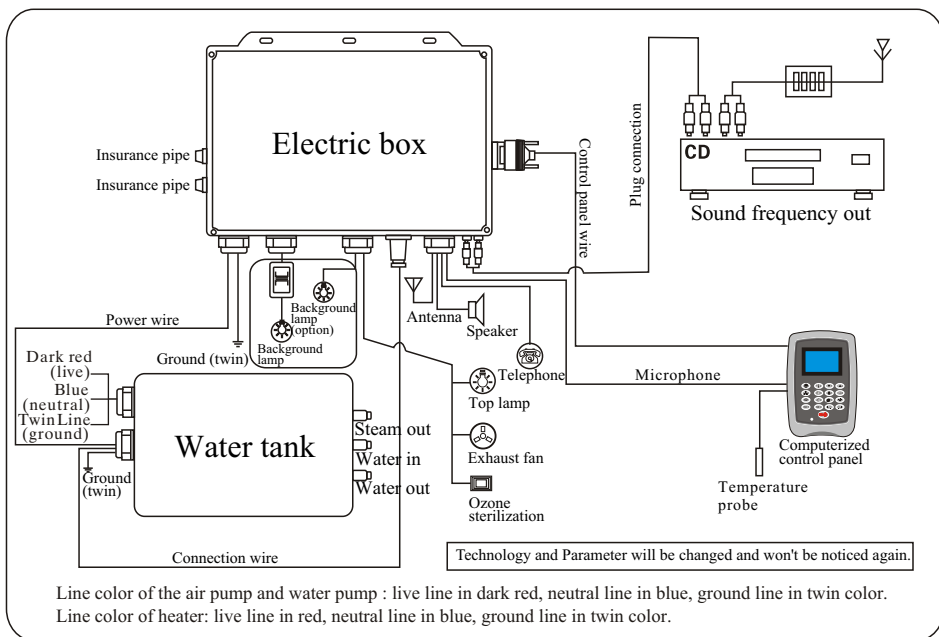 Electric box
Insurance pipe
Insurance pipe
Control panel wire
Plug connection
CD
Sound frequency out
Power wire
Ground (twin)
Background
lamp
(option)
Background
lamp
Antenna
Speaker
Telephone
Microphone
Top lamp
Exhaust fan
Ozone
sterilization
Dark red
(live)
Blue
(neutral)
Twin Line
(ground)
Ground
(twin)
Water tank
Steam out
Water in
Water out
Connection wire
Computerized
control panel
Temperature
probe
Technology and Parameter will be changed and won't be noticed again.
Line color of the air pump and water pump : live line in dark red, neutral line in blue, ground line in twin color.
Line color of heater: live line in red, neutral line in blue, ground line in twin color.